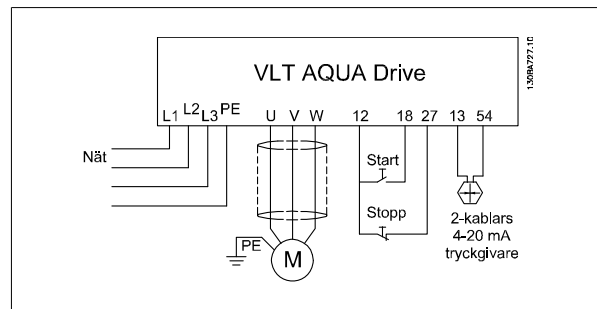 VLT AQUA Drive
130BA727.10
L1 L2 L3 PE U V W 12 18 27 13 54
Nät
Start
Stopp
PE
M
2-kablars
4-20 mA
tryckgivare